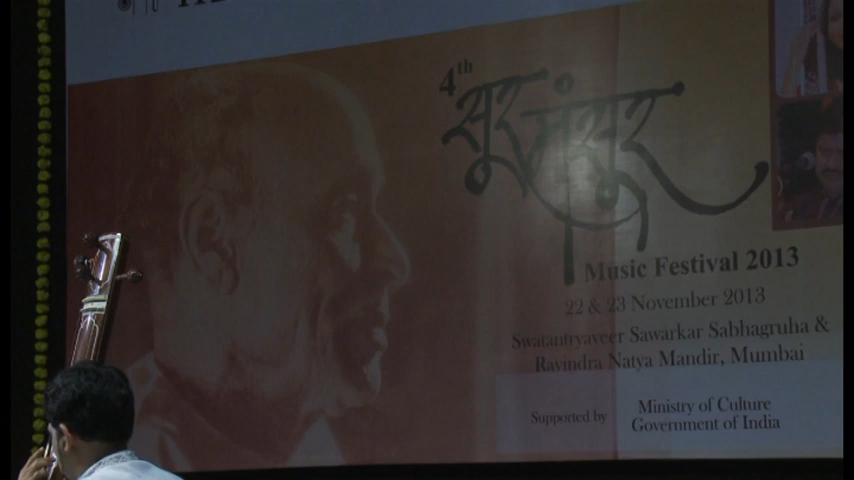 4th
सूर मंसूर
Music Festival 2013
22 & 23 November 2013
Swatantryaveer Sawarkar Sabhagruha &
Ravindra Natya Mandir, Mumbai
Supported by
Ministry of Culture
Government of India